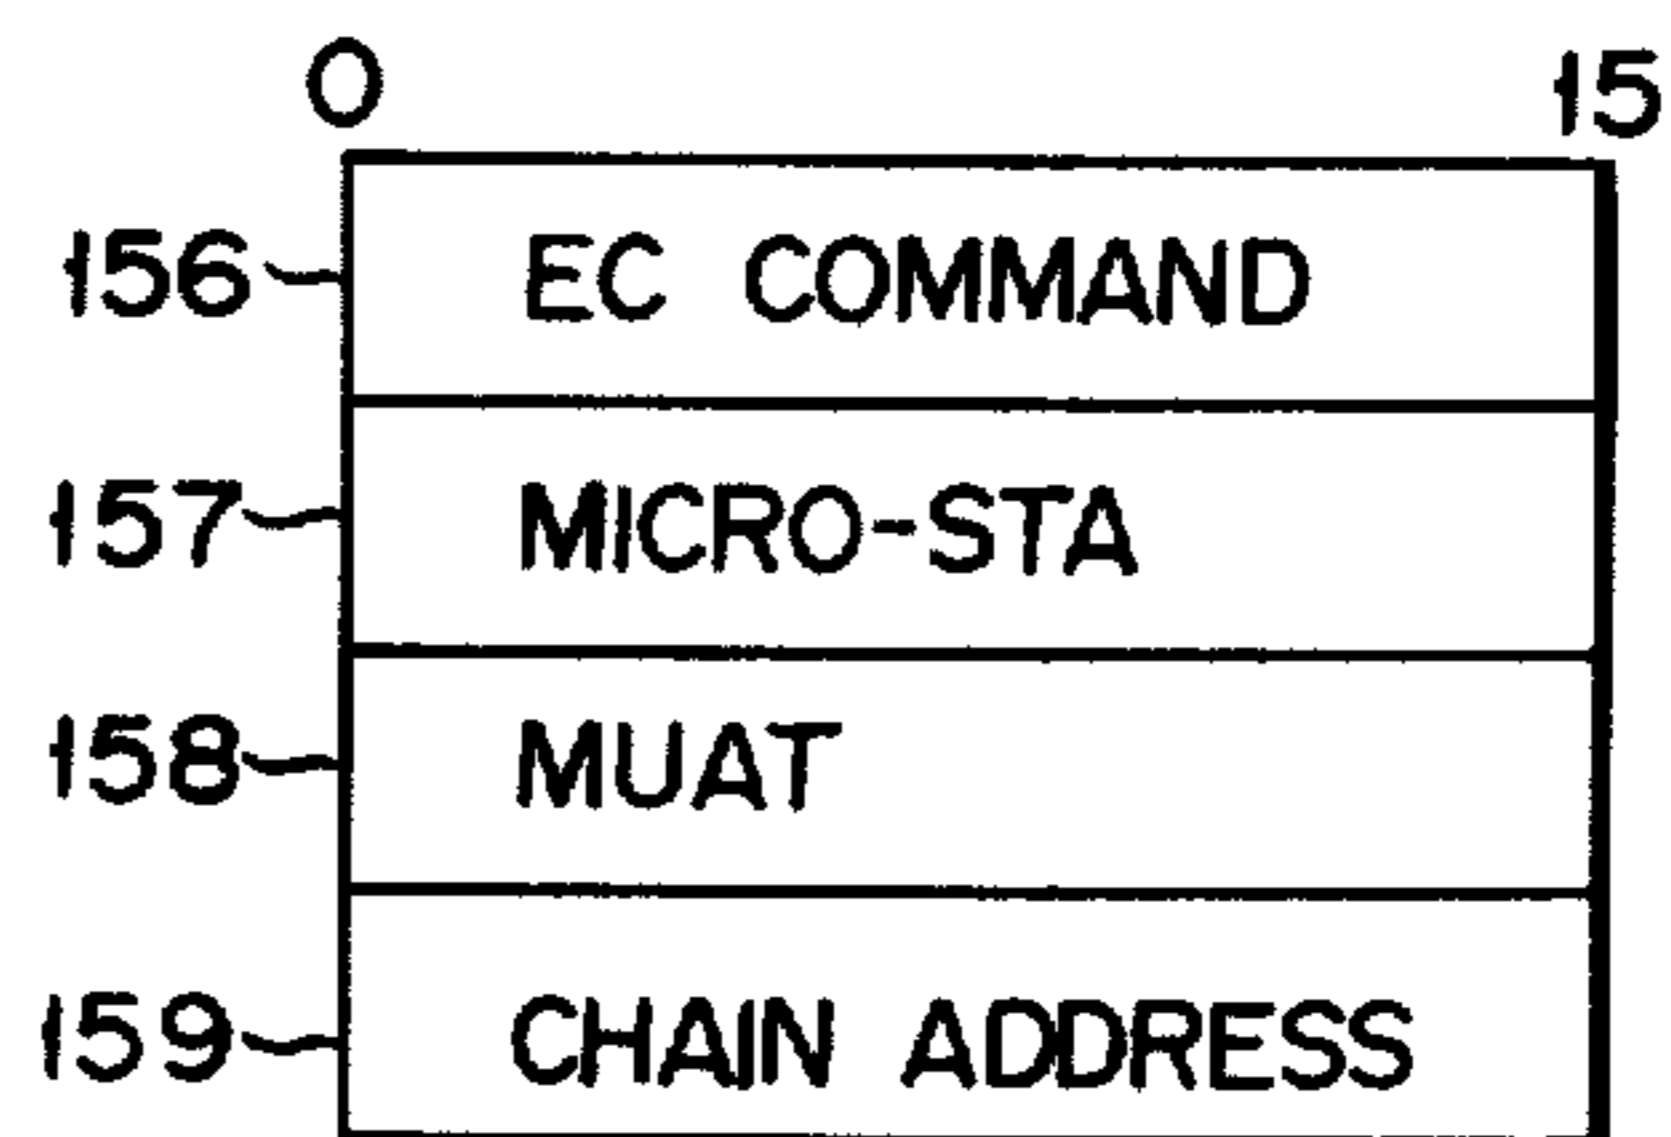 0 15
156 EC COMMAND
157 MICRO-STA
158 MUAT
159 CHAIN ADDRESS